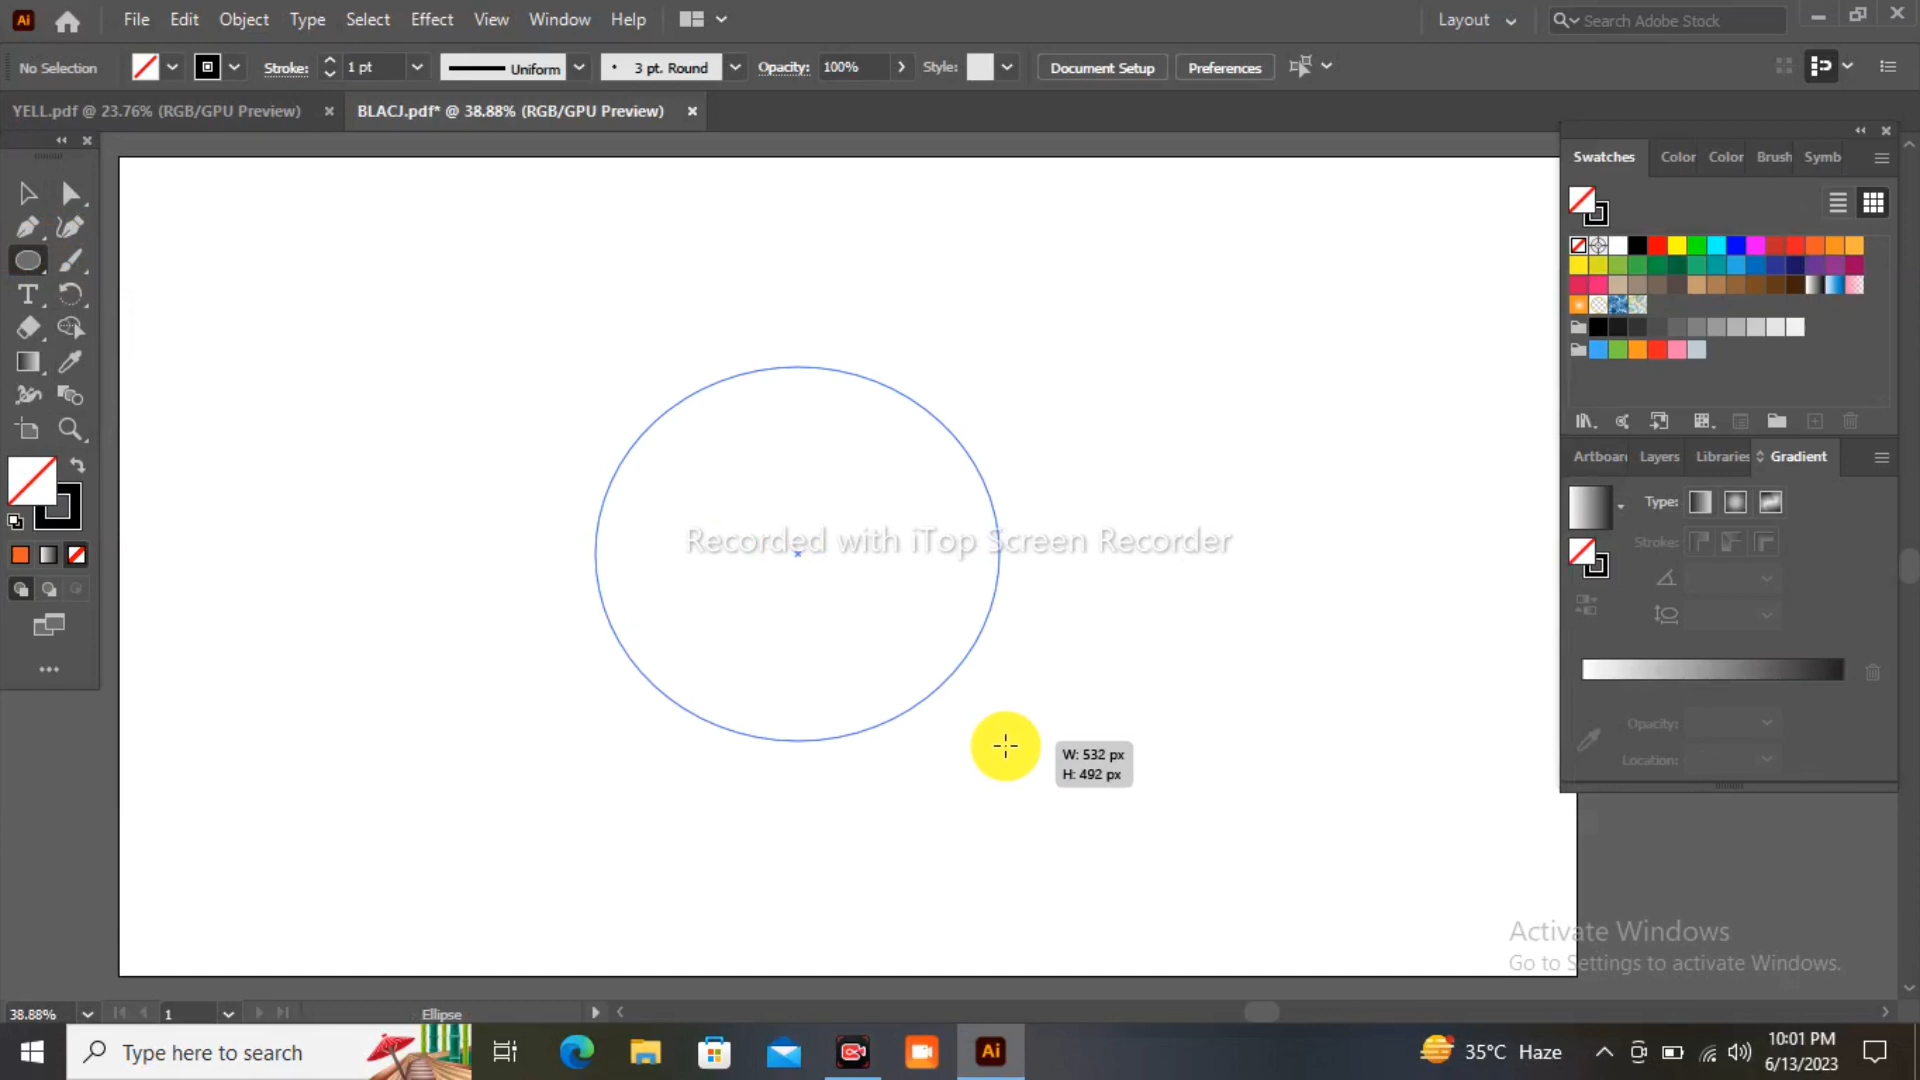 Ai File Edit Object Type Select Effect View Window Help Layout Search Adobe Stock
No Selection Stroke: 1 pt Uniform 3 pt. Round Opacity: 100% Style: Document Setup Preferences
YELL.pdf @ 23.76% (RGB/GPU Preview) BLACJ.pdf* @ 38.88% (RGB/GPU Preview)
Swatches Color Color Brush Symb
Artboar Layers Libraries Gradient
Type:
Stroke:
Opacity:
Location:
Recorded with iTop Screen Recorder
W: 532 px
H: 492 px
Activate Windows
Go to Settings to activate Windows.
38.88% 1 Ellipse
Type here to search Ai 35°C Haze 10:01 PM
6/13/2023